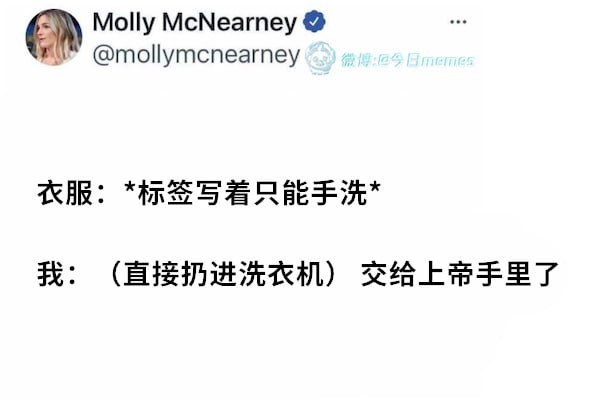 Molly McNearney
@mollymcnearney
微博:@今日memes
衣服：*标签写着只能手洗*
我：（直接扔进洗衣机） 交给上帝手里了